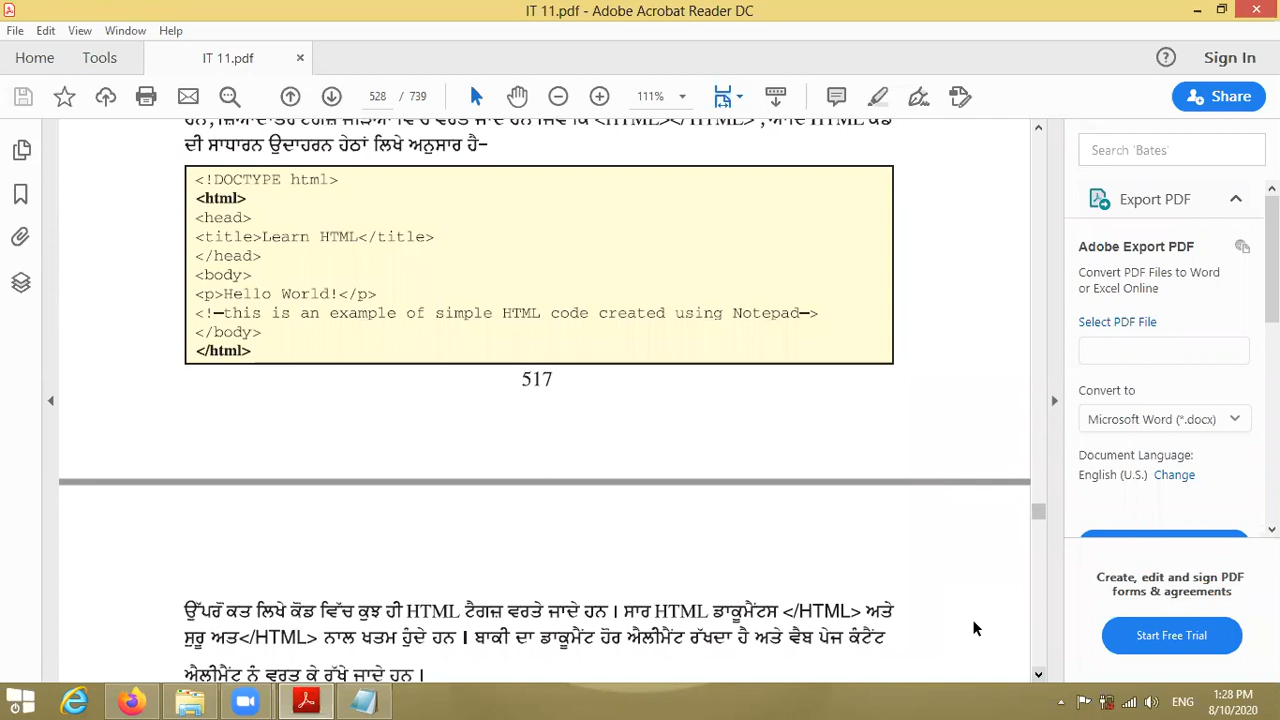 IT 11.pdf - Adobe Acrobat Reader DC
File Edit View Window Help
Home Tools IT 11.pdf × Sign In
528 / 739 111% Share
ਦੀ ਸਾਧਾਰਨ ਉਦਾਹਰਨ ਹੇਠਾਂ ਲਿਖੇ ਅਨੁਸਾਰ ਹੈ–
<!DOCTYPE html>
<html>
<head>
<title>Learn HTML</title>
</head>
<body>
<p>Hello World!</p>
<!—this is an example of simple HTML code created using Notepad—>
</body>
</html>
517
ਉੱਪਰੋਕਤ ਲਿਖੇ ਕੋਡ ਵਿੱਚ ਕੁਝ ਹੀ HTML ਟੈਗਜ਼ ਵਰਤੇ ਜਾਂਦੇ ਹਨ। ਸਾਰ HTML ਡਾਕੂਮੈਂਟਸ </HTML> ਅਤੇ
ਸੁਰੂ ਅਤ</HTML> ਨਾਲ ਖਤਮ ਹੁੰਦੇ ਹਨ । ਬਾਕੀ ਦਾ ਡਾਕੂਮੈਂਟ ਹੋਰ ਐਲੀਮੈਂਟ ਰੱਖਦਾ ਹੈ ਅਤੇ ਵੈਬ ਪੇਜ ਕੰਟੈਂਟ
Search 'Bates'
Export PDF
Adobe Export PDF
Convert PDF Files to Word
or Excel Online
Select PDF File
Convert to
Microsoft Word (*.docx)
Document Language:
English (U.S.) Change
Create, edit and sign PDF
forms & agreements
Start Free Trial
ENG
1:28 PM
8/10/2020